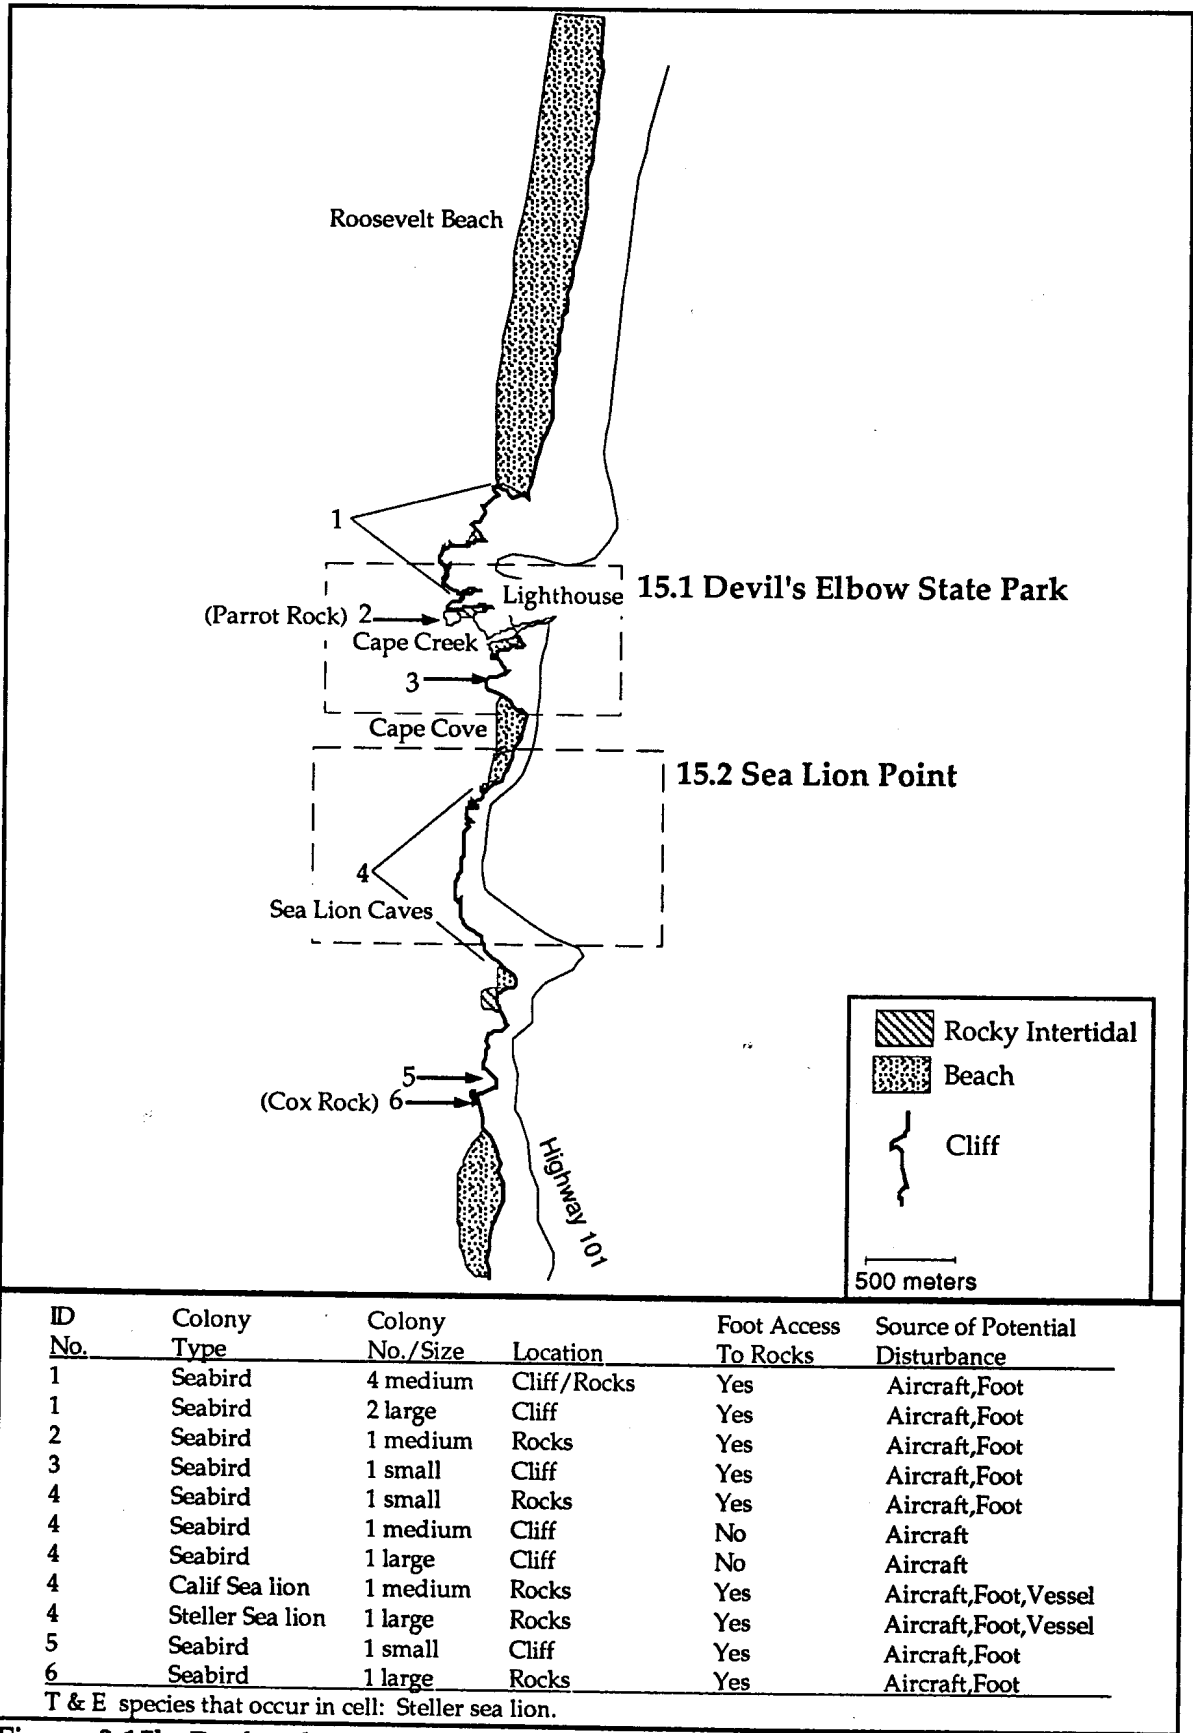 Roosevelt Beach
1
Lighthouse
15.1 Devil's Elbow State Park
(Parrot Rock) 2
Cape Creek
3
Cape Cove
15.2 Sea Lion Point
4
Sea Lion Caves
5
(Cox Rock) 6
Highway 101
Rocky Intertidal
Beach
Cliff
500 meters
ID No. Colony Type Colony No./Size Location Foot Access To Rocks Source of Potential Disturbance
1 Seabird 4 medium Cliff/Rocks Yes Aircraft,Foot
1 Seabird 2 large Cliff Yes Aircraft,Foot
2 Seabird 1 medium Rocks Yes Aircraft,Foot
3 Seabird 1 small Cliff Yes Aircraft,Foot
4 Seabird 1 small Rocks Yes Aircraft,Foot
4 Seabird 1 medium Cliff No Aircraft
4 Seabird 1 large Cliff No Aircraft
4 Calif Sea lion 1 medium Rocks Yes Aircraft,Foot,Vessel
4 Steller Sea lion 1 large Rocks Yes Aircraft,Foot,Vessel
5 Seabird 1 small Cliff Yes Aircraft,Foot
6 Seabird 1 large Rocks Yes Aircraft,Foot
T & E species that occur in cell: Steller sea lion.